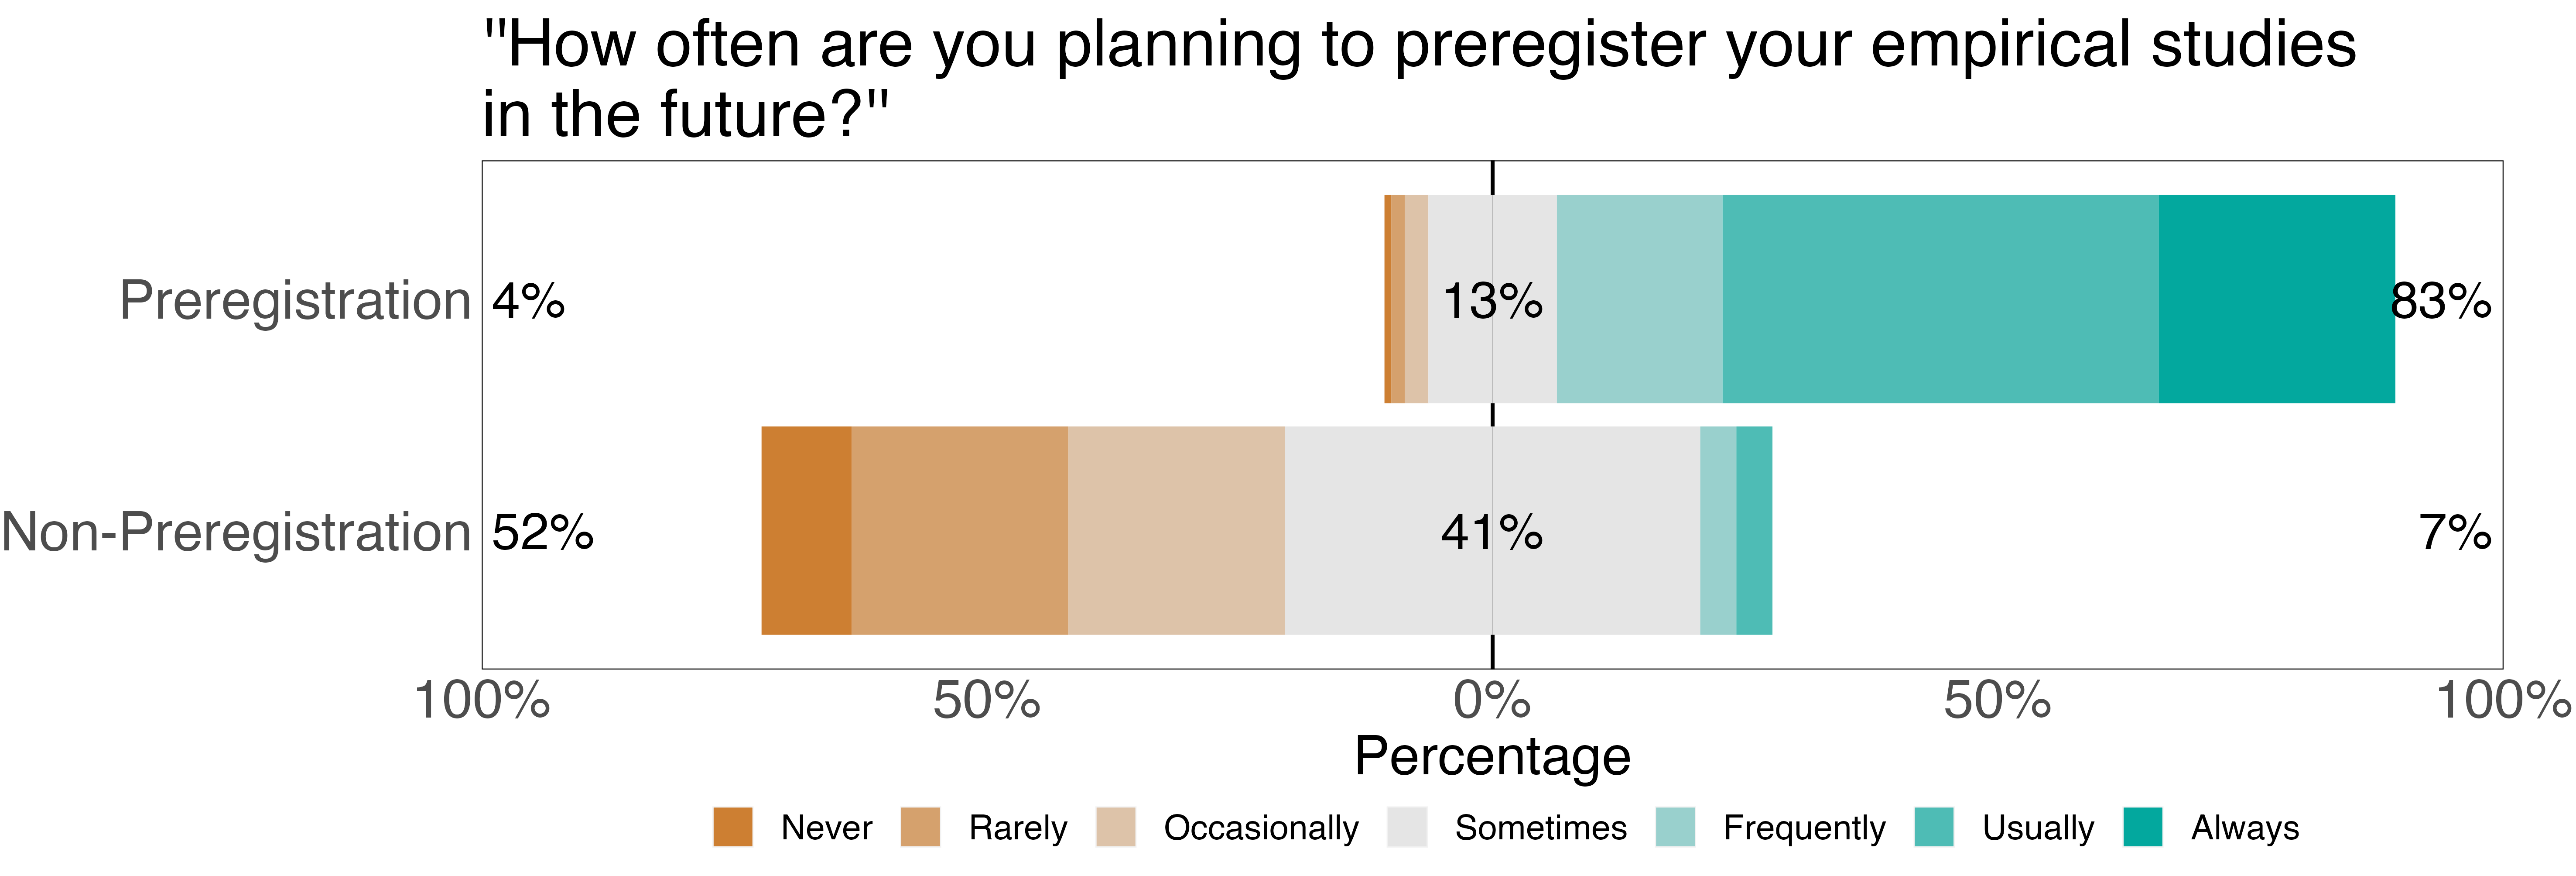 "How often are you planning to preregister your empirical studies
in the future?"
Preregistration 4% 13% 83%
Non-Preregistration 52% 41% 7%
100% 50% 0% 50% 100%
Percentage
Never Rarely Occasionally Sometimes Frequently Usually Always